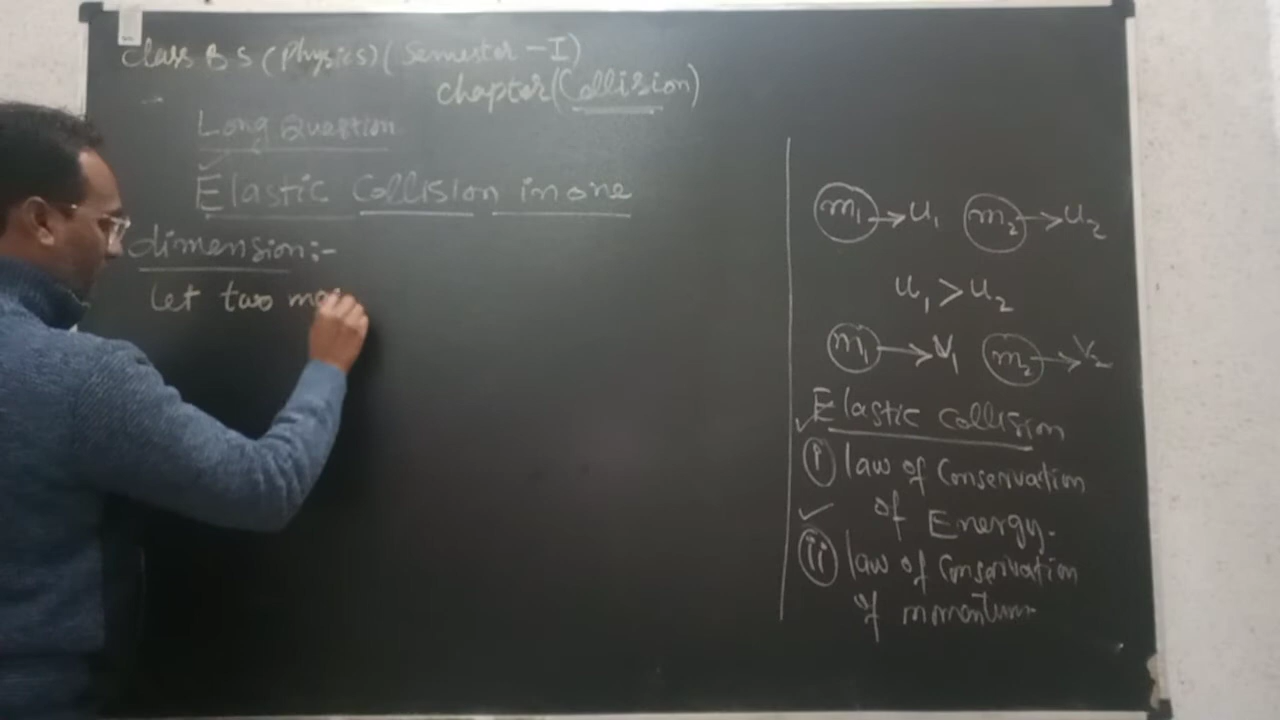 Class BS (Physics) (Semester - I)
Chapter (Collision)
Long Question
Elastic Collision in one
dimension:-
let two
m₁ → u₁ m₂ → u₂
u₁ > u₂
m₁ → v₁ m₂ → v₂
Elastic Collision
(i) law of Conservation
of Energy.
(ii) law of Conservation
of momentum